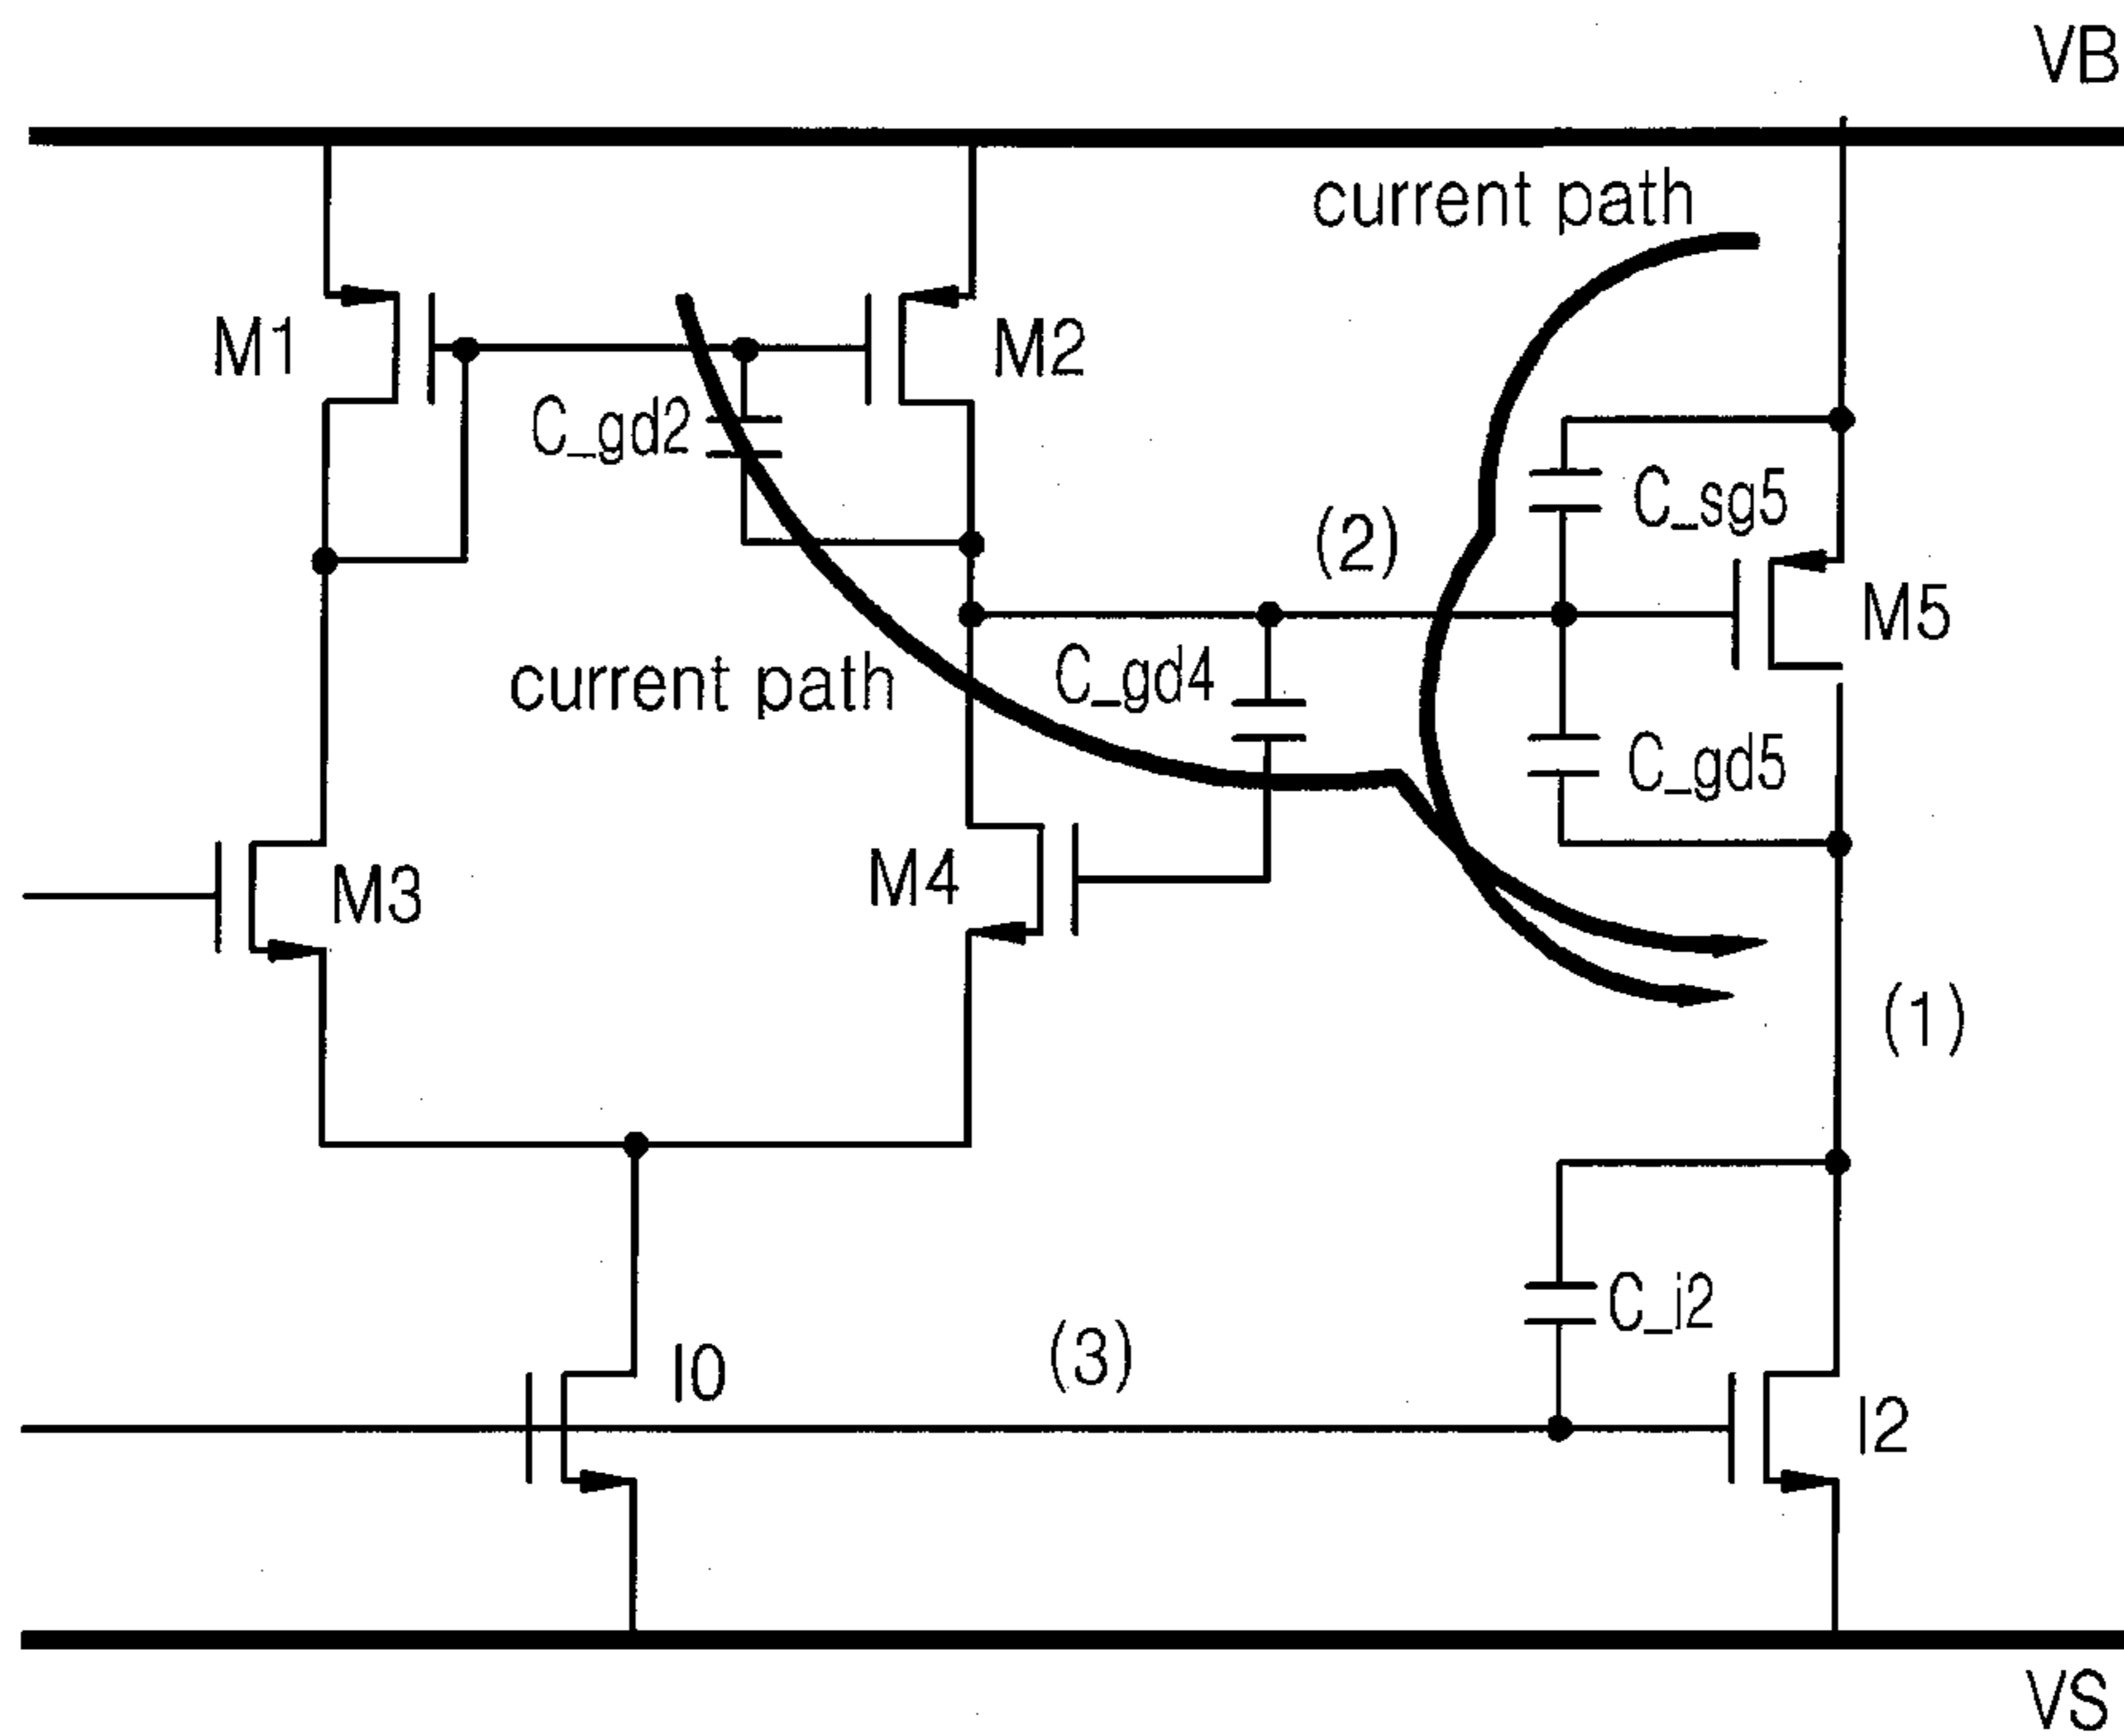 VB
current path
M1
M2
C_gd2
C_sg5
(2)
M5
current path
C_gd4
C_gd5
M3
M4
(1)
C_i2
(3)
I0
I2
VS